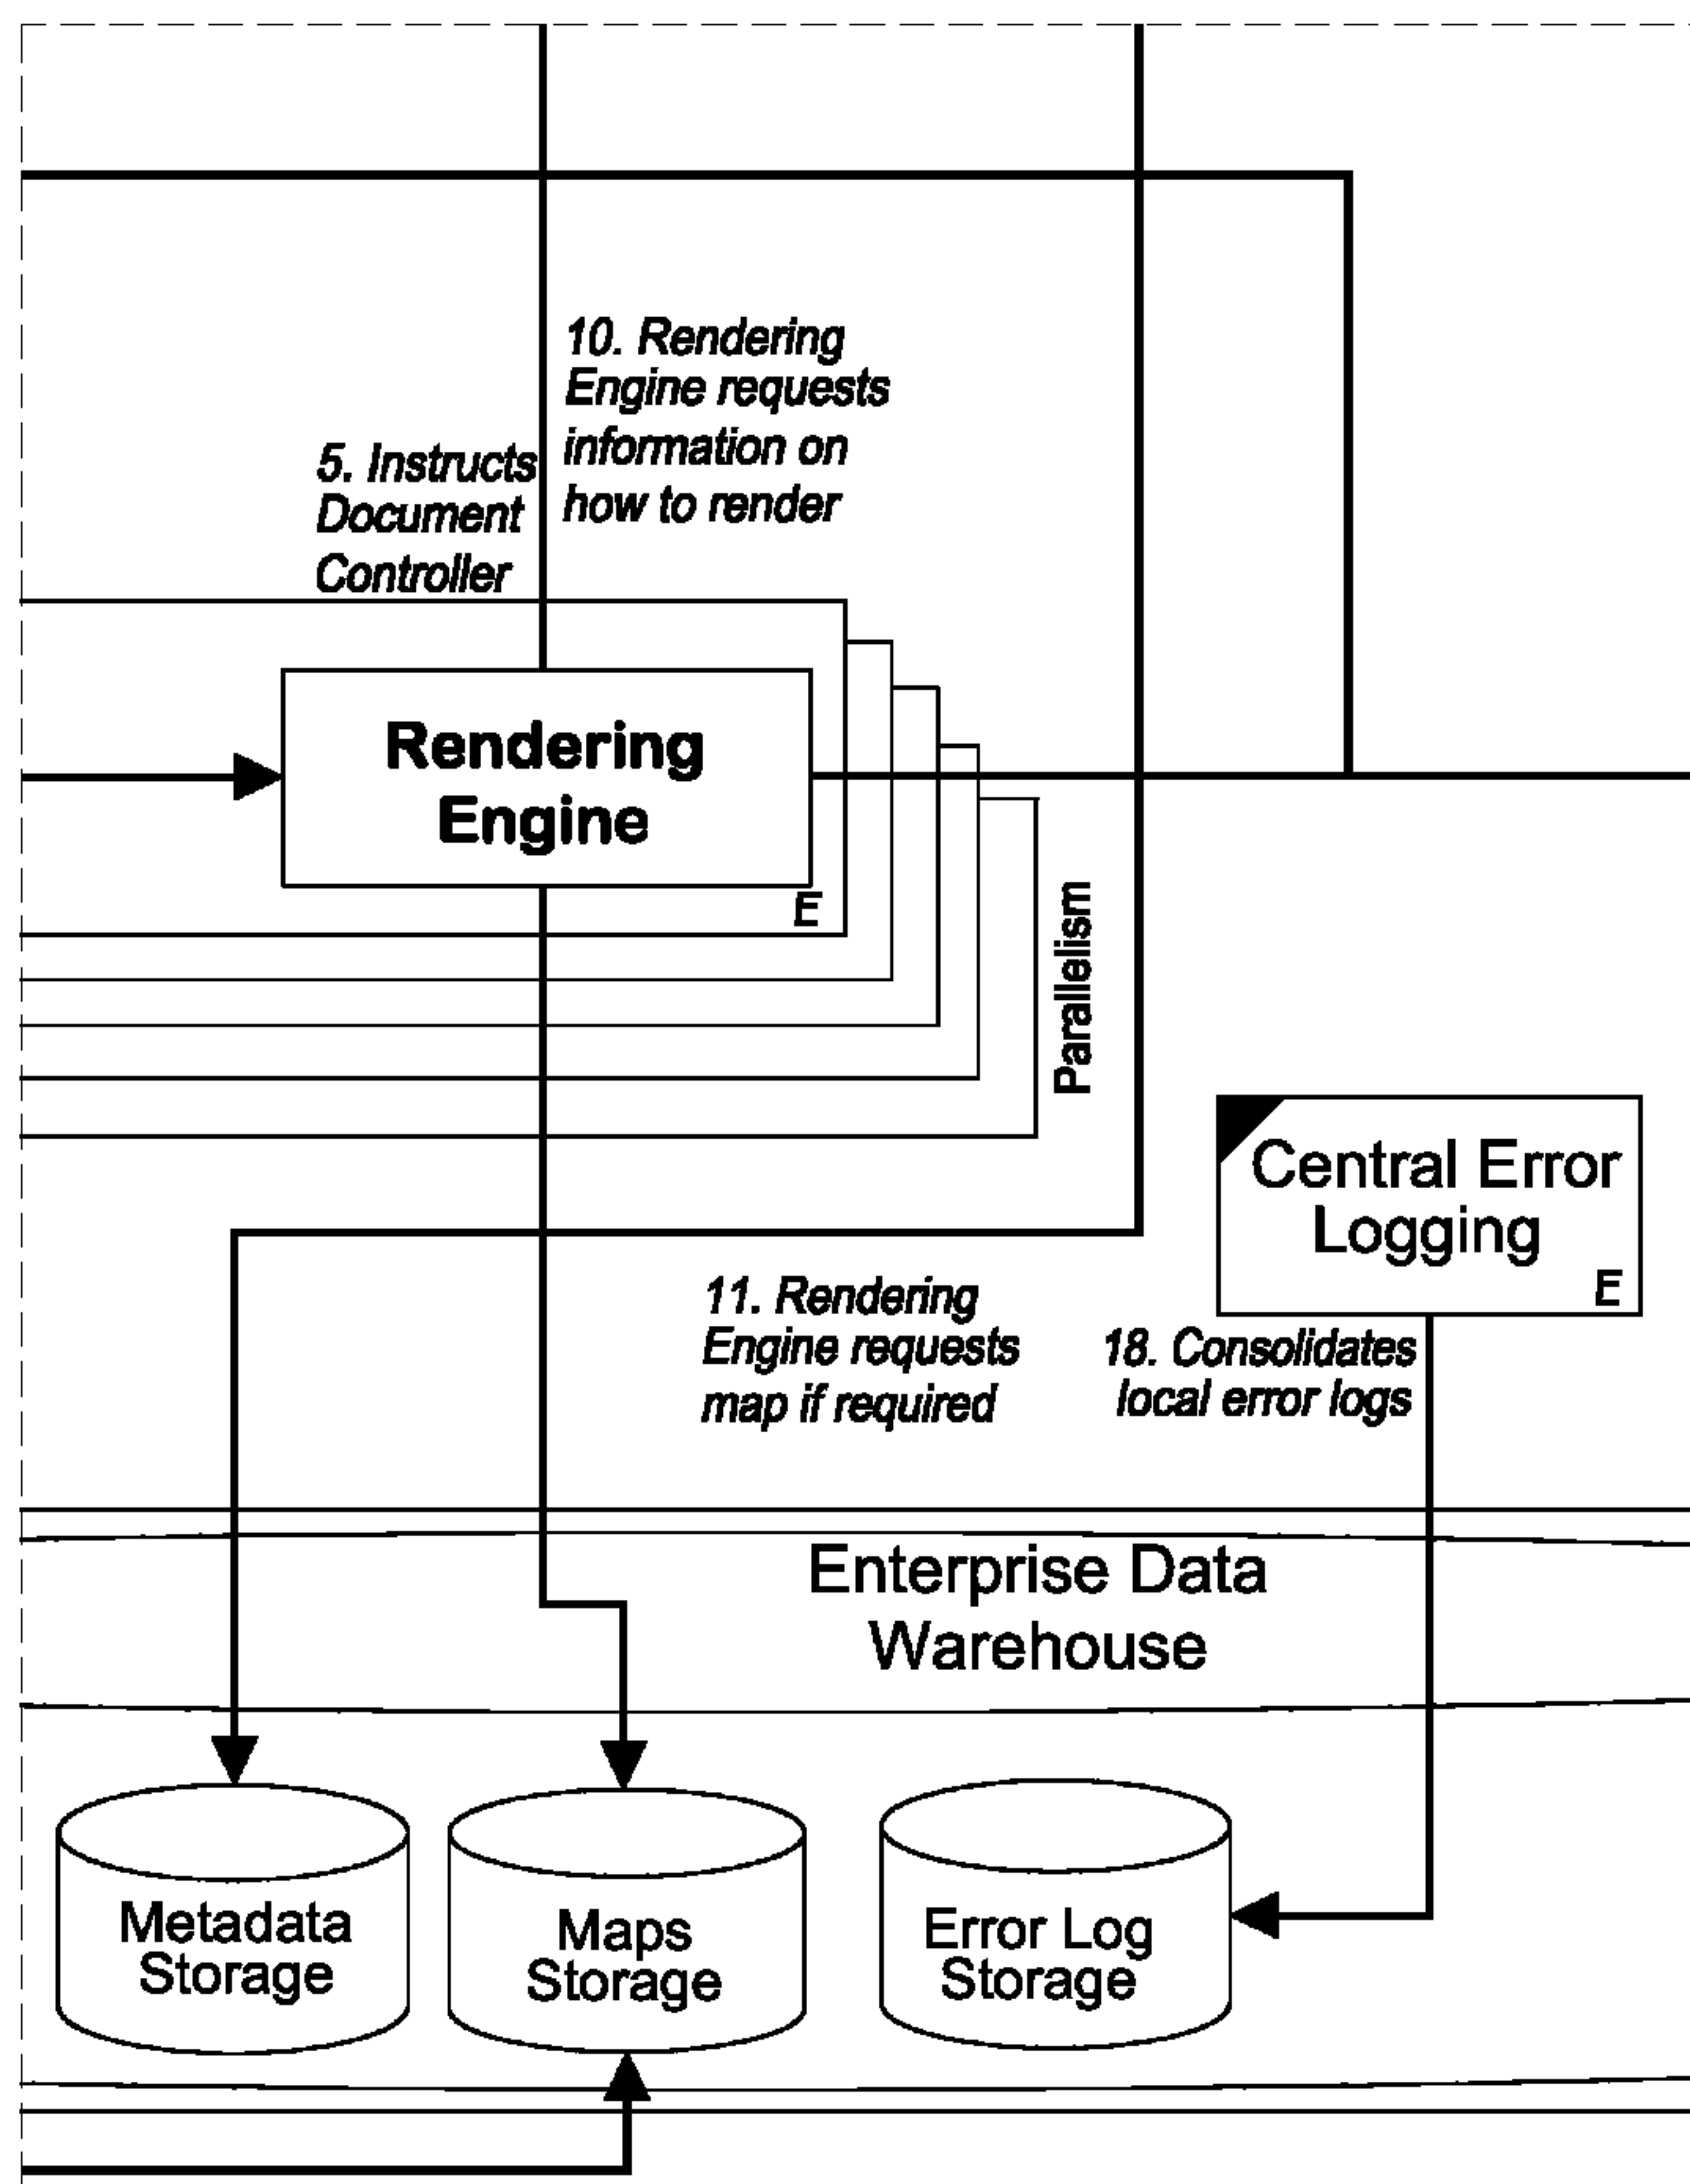 10. Rendering
Engine requests
information on
how to render
5. Instructs
Document
Controller
Rendering
Engine
E
Parallelism
Central Error
Logging
E
11. Rendering
Engine requests
map if required
18. Consolidates
local error logs
Enterprise Data
Warehouse
Metadata
Storage
Maps
Storage
Error Log
Storage